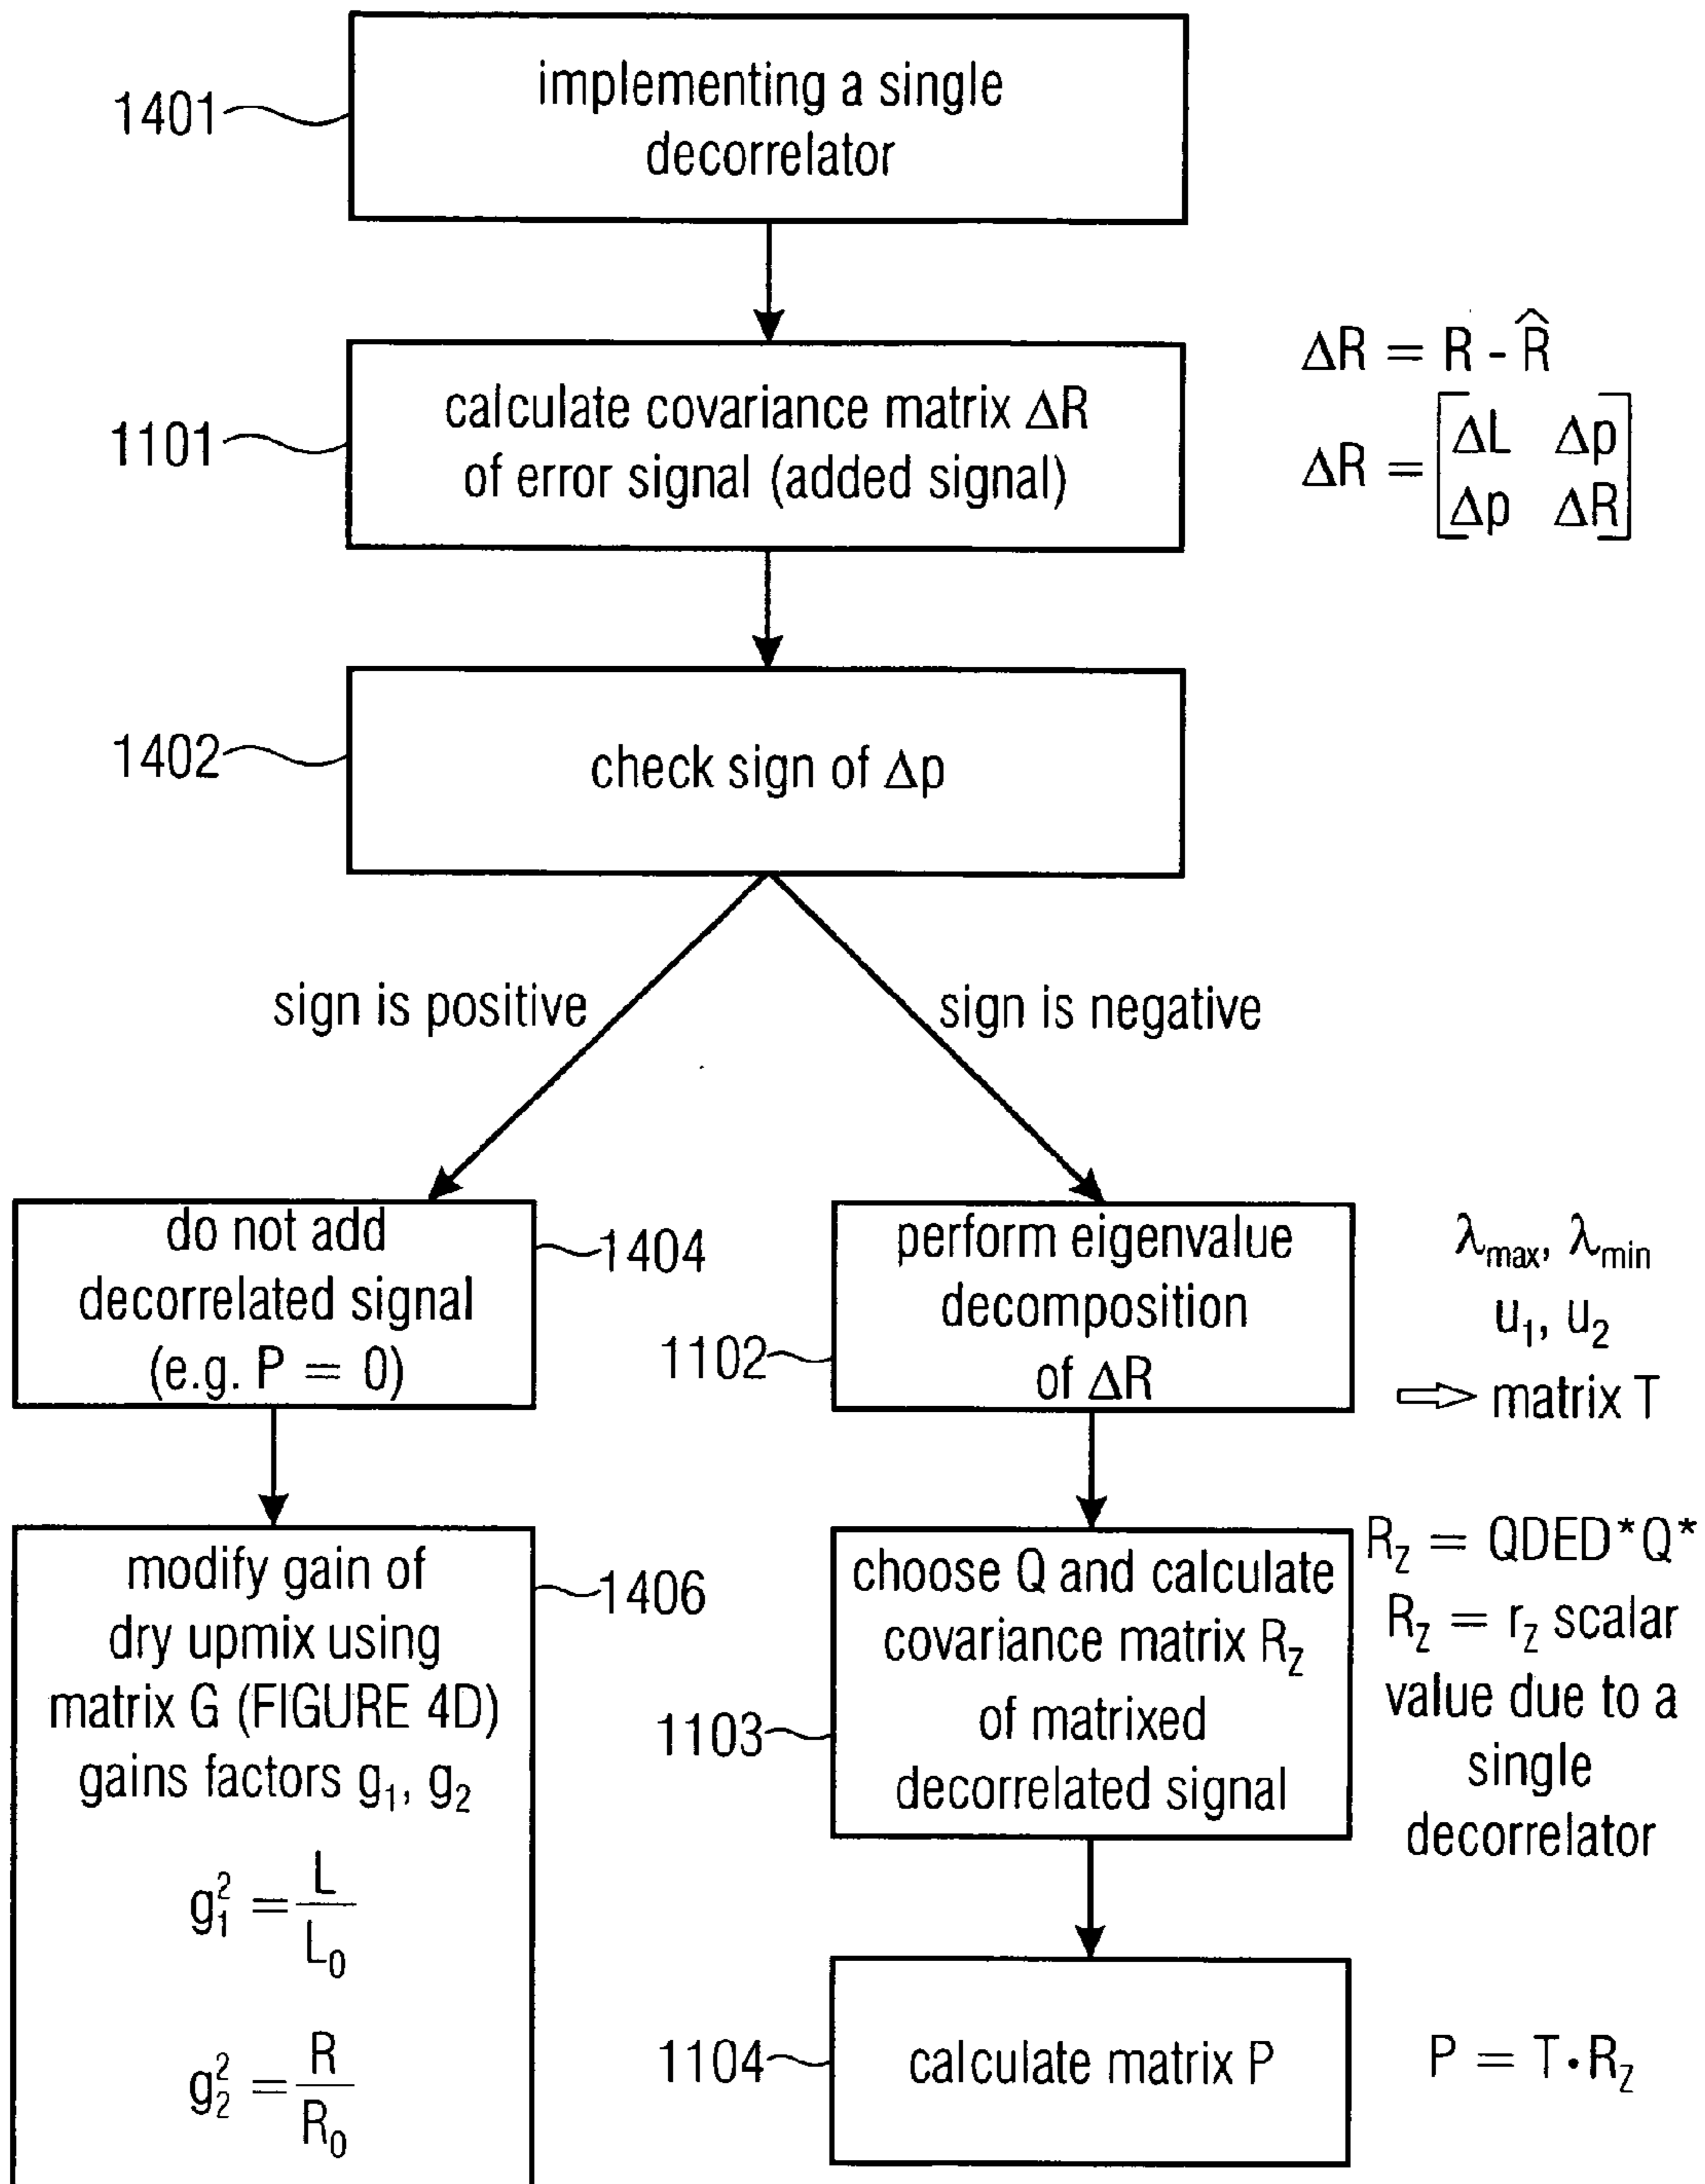 implementing a single
decorrelator
1401
calculate covariance matrix ΔR
of error signal (added signal)
1101
ΔR = R - R̂
ΔR = [ΔL Δp
Δp ΔR]
check sign of Δp
1402
sign is positive
sign is negative
do not add
decorrelated signal
(e.g. P = 0)
1404
perform eigenvalue
decomposition
of ΔR
1102
λmax, λmin
u1, u2
⇨ matrix T
modify gain of
dry upmix using
matrix G (FIGURE 4D)
gains factors g1, g2
g1² = L/L0
g2² = R/R0
1406
choose Q and calculate
covariance matrix Rz
of matrixed
decorrelated signal
1103
Rz = QDED*Q*
Rz = rz scalar
value due to a
single
decorrelator
calculate matrix P
1104
P = T·Rz